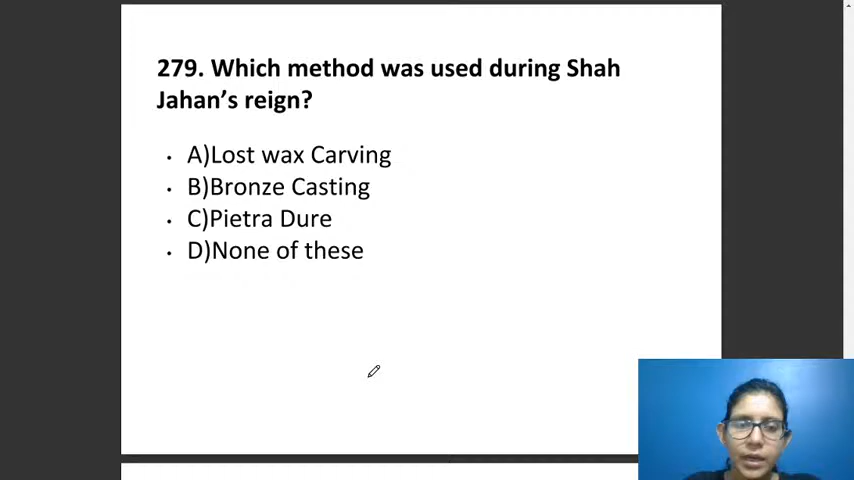 279. Which method was used during Shah
Jahan's reign?
• A)Lost wax Carving
• B)Bronze Casting
• C)Pietra Dure
• D)None of these